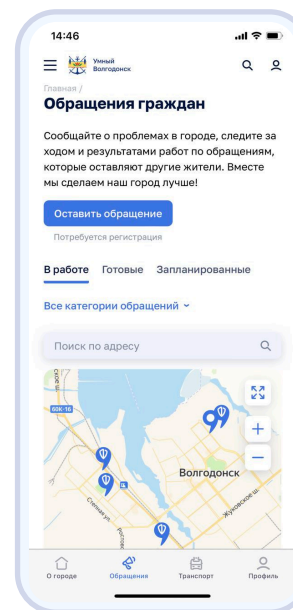 14:46
Умный
Волгодонск
Главная /
Обращения граждан
Сообщайте о проблемах в городе, следите за
ходом и результатами работ по обращениям,
которые оставляют другие жители. Вместе
мы сделаем наш город лучше!
Оставить обращение
Потребуется регистрация
В работе Готовые Запланированные
Все категории обращений
Поиск по адресу
60К-16
Волгодонск
Степная ул.
Жуковское ш.
О городе Обращения Транспорт Профиль